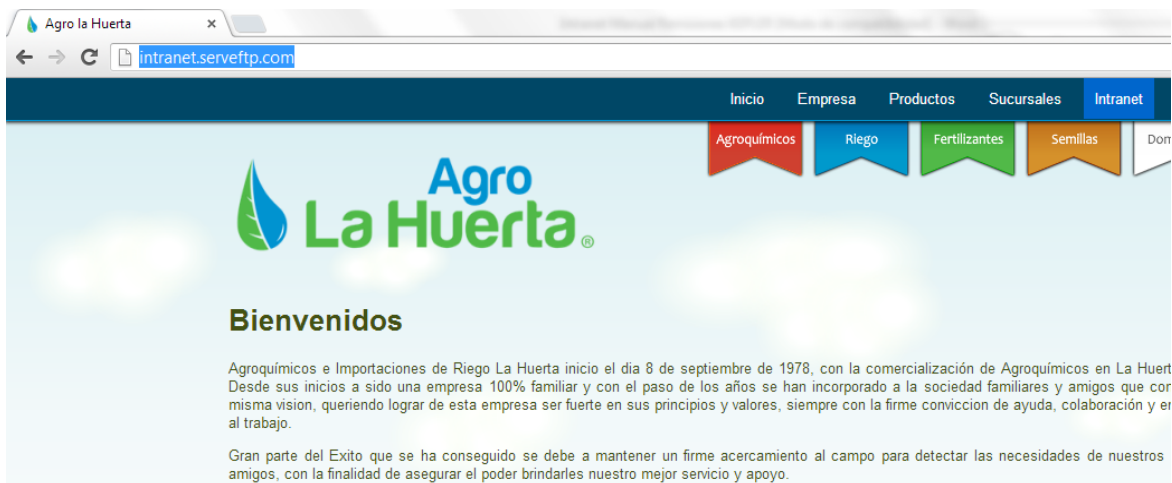 Agro la Huerta
intranet.serveftp.com
Inicio Empresa Productos Sucursales Intranet
Agroquímicos Riego Fertilizantes Semillas
Agro
La Huerta ®
Bienvenidos
Agroquímicos e Importaciones de Riego La Huerta inicio el dia 8 de septiembre de 1978, con la comercialización de Agroquímicos en La
Desde sus inicios a sido una empresa 100% familiar y con el paso de los años se han incorporado a la sociedad familiares y amigos que
misma vision, queriendo lograr de esta empresa ser fuerte en sus principios y valores, siempre con la firme conviccion de ayuda, colaboración y
al trabajo.
Gran parte del Exito que se ha conseguido se debe a mantener un firme acercamiento al campo para detectar las necesidades de nuestros
amigos, con la finalidad de asegurar el poder brindarles nuestro mejor servicio y apoyo.